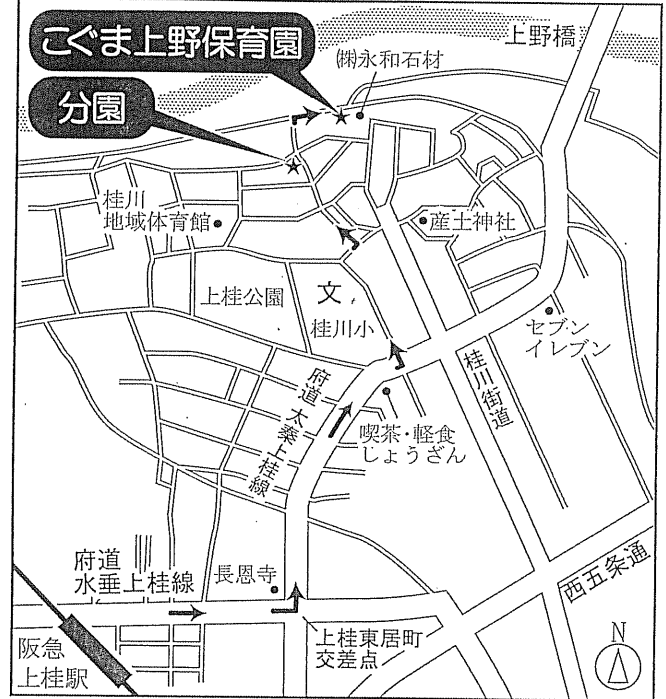 こぐま上野保育園
分園
㈱永和石材
上野橋
桂川
地域体育館
産土神社
上桂公園
文
桂川小
セブン
イレブン
桂川街道
府道太秦上桂線
喫茶・軽食
じょうざん
府道
水垂上桂線
長恩寺
西五条通
上桂東居町
交差点
阪急
上桂駅
N